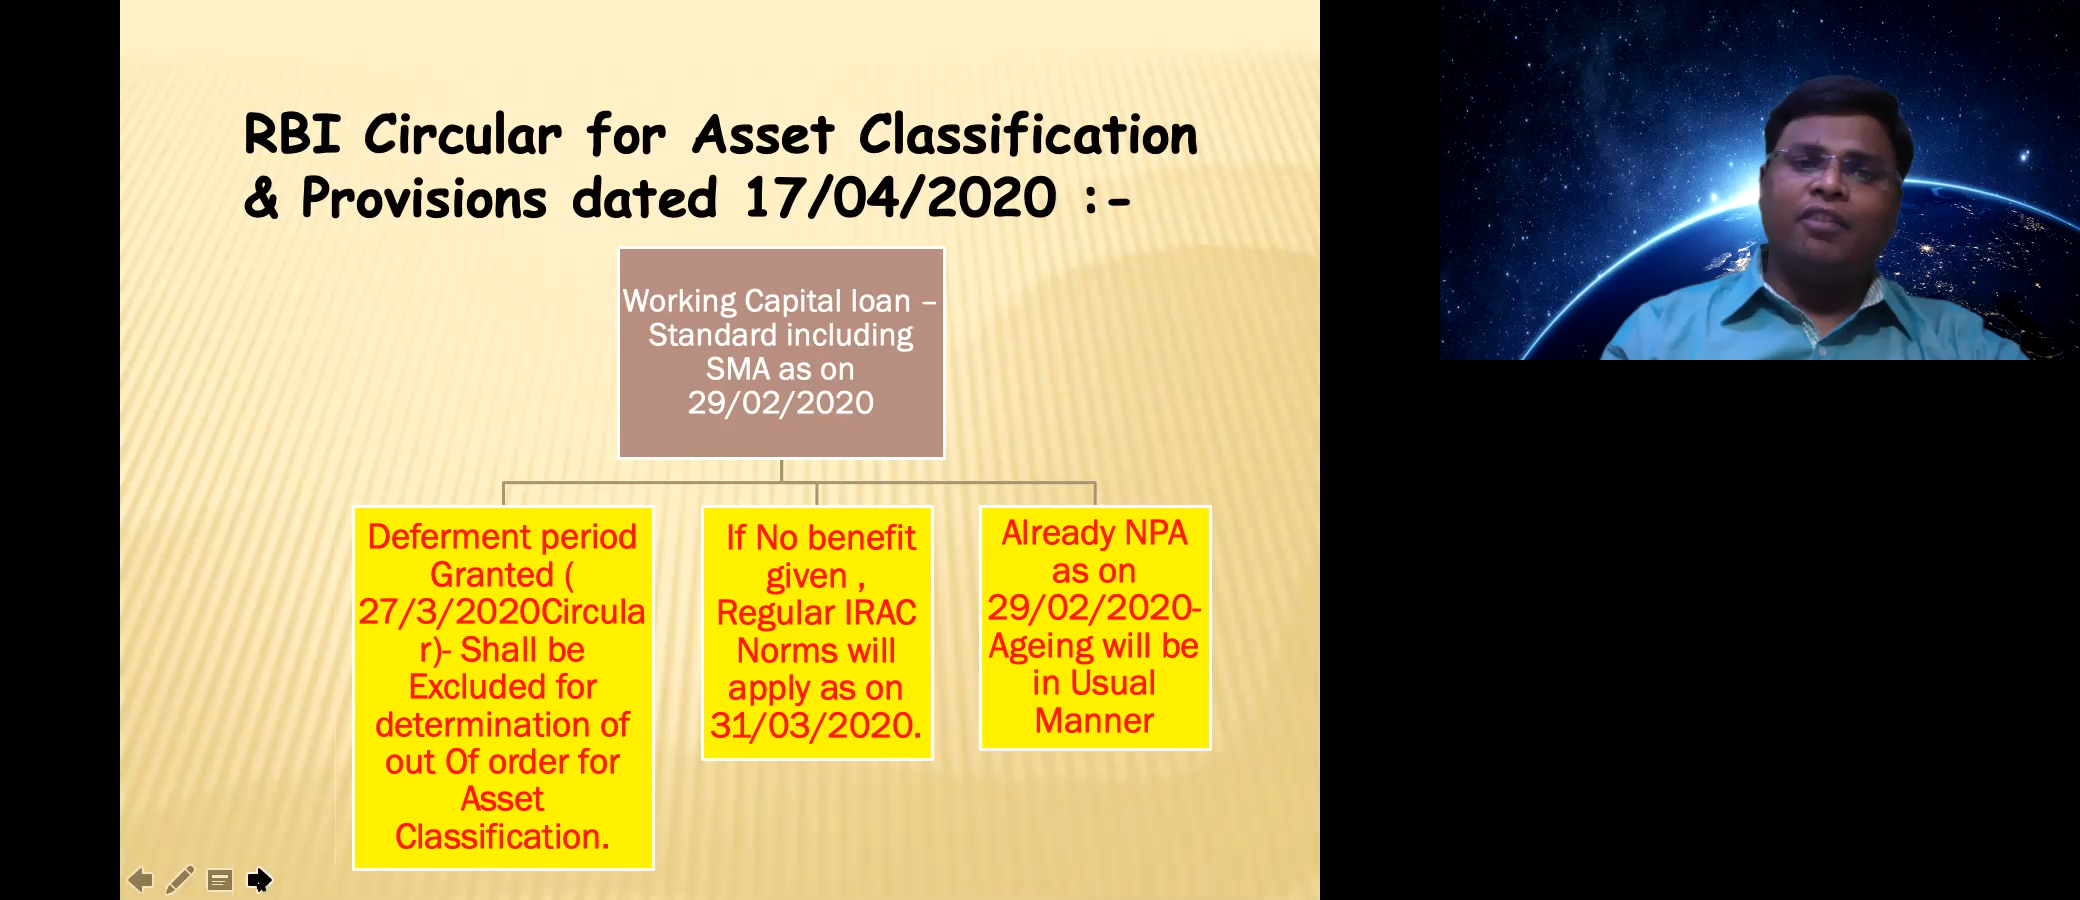 RBI Circular for Asset Classification
& Provisions dated 17/04/2020 :-
Working Capital loan –
Standard including
SMA as on
29/02/2020
Deferment period
Granted (
27/3/2020Circula
r)- Shall be
Excluded for
determination of
out Of order for
Asset
Classification.
If No benefit
given ,
Regular IRAC
Norms will
apply as on
31/03/2020.
Already NPA
as on
29/02/2020-
Ageing will be
in Usual
Manner